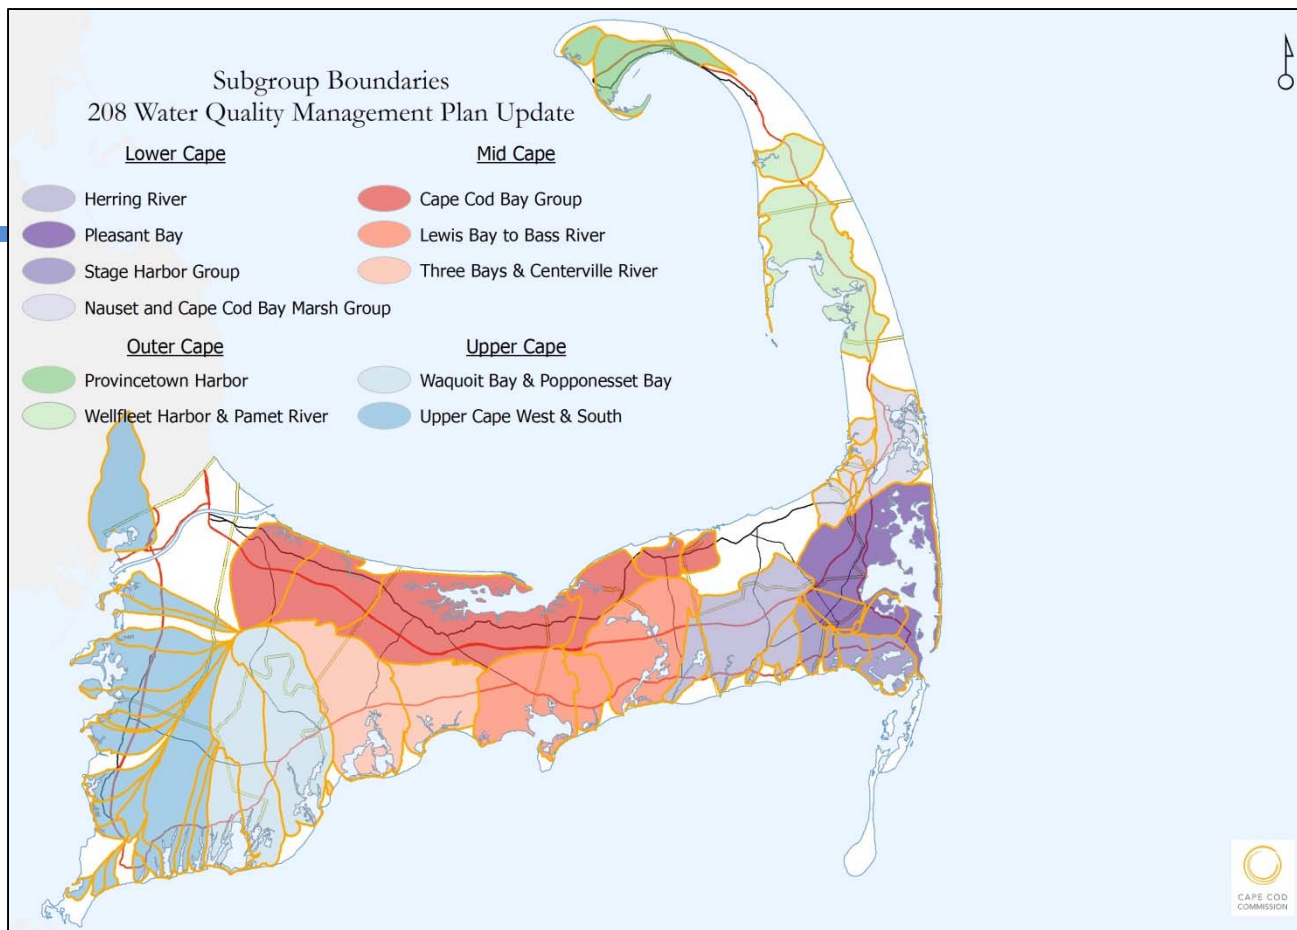 Subgroup Boundaries
208 Water Quality Management Plan Update
Lower Cape
Herring River
Pleasant Bay
Stage Harbor Group
Nauset and Cape Cod Bay Marsh Group
Mid Cape
Cape Cod Bay Group
Lewis Bay to Bass River
Three Bays & Centerville River
Outer Cape
Provincetown Harbor
Wellfleet Harbor & Pamet River
Upper Cape
Waquoit Bay & Popponesset Bay
Upper Cape West & South
CAPE COD
COMMISSION